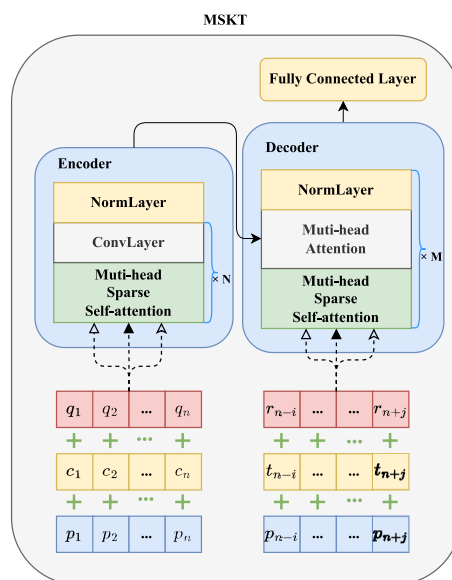 MSKT
Fully Connected Layer
Encoder
NormLayer
ConvLayer
Muti-head
Sparse
Self-attention
× N
Decoder
NormLayer
Muti-head
Attention
Muti-head
Sparse
Self-attention
× M
q₁ q₂ ... qₙ
+ + ... +
c₁ c₂ ... cₙ
+ + ... +
p₁ p₂ ... pₙ
rₙ₋ᵢ ... ... rₙ₊ⱼ
+ + ... +
tₙ₋ᵢ ... ... tₙ₊ⱼ
+ + ... +
pₙ₋ᵢ ... ... pₙ₊ⱼ